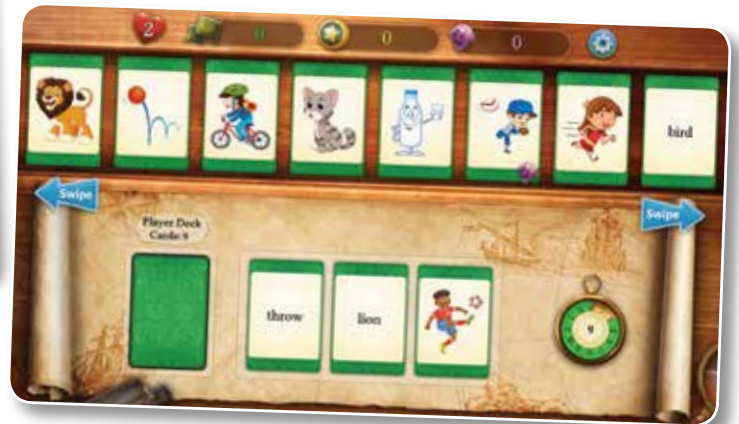 2
0
0
0
bird
Swipe
Swipe
Player Deck
Cards: 9
throw
lion
9